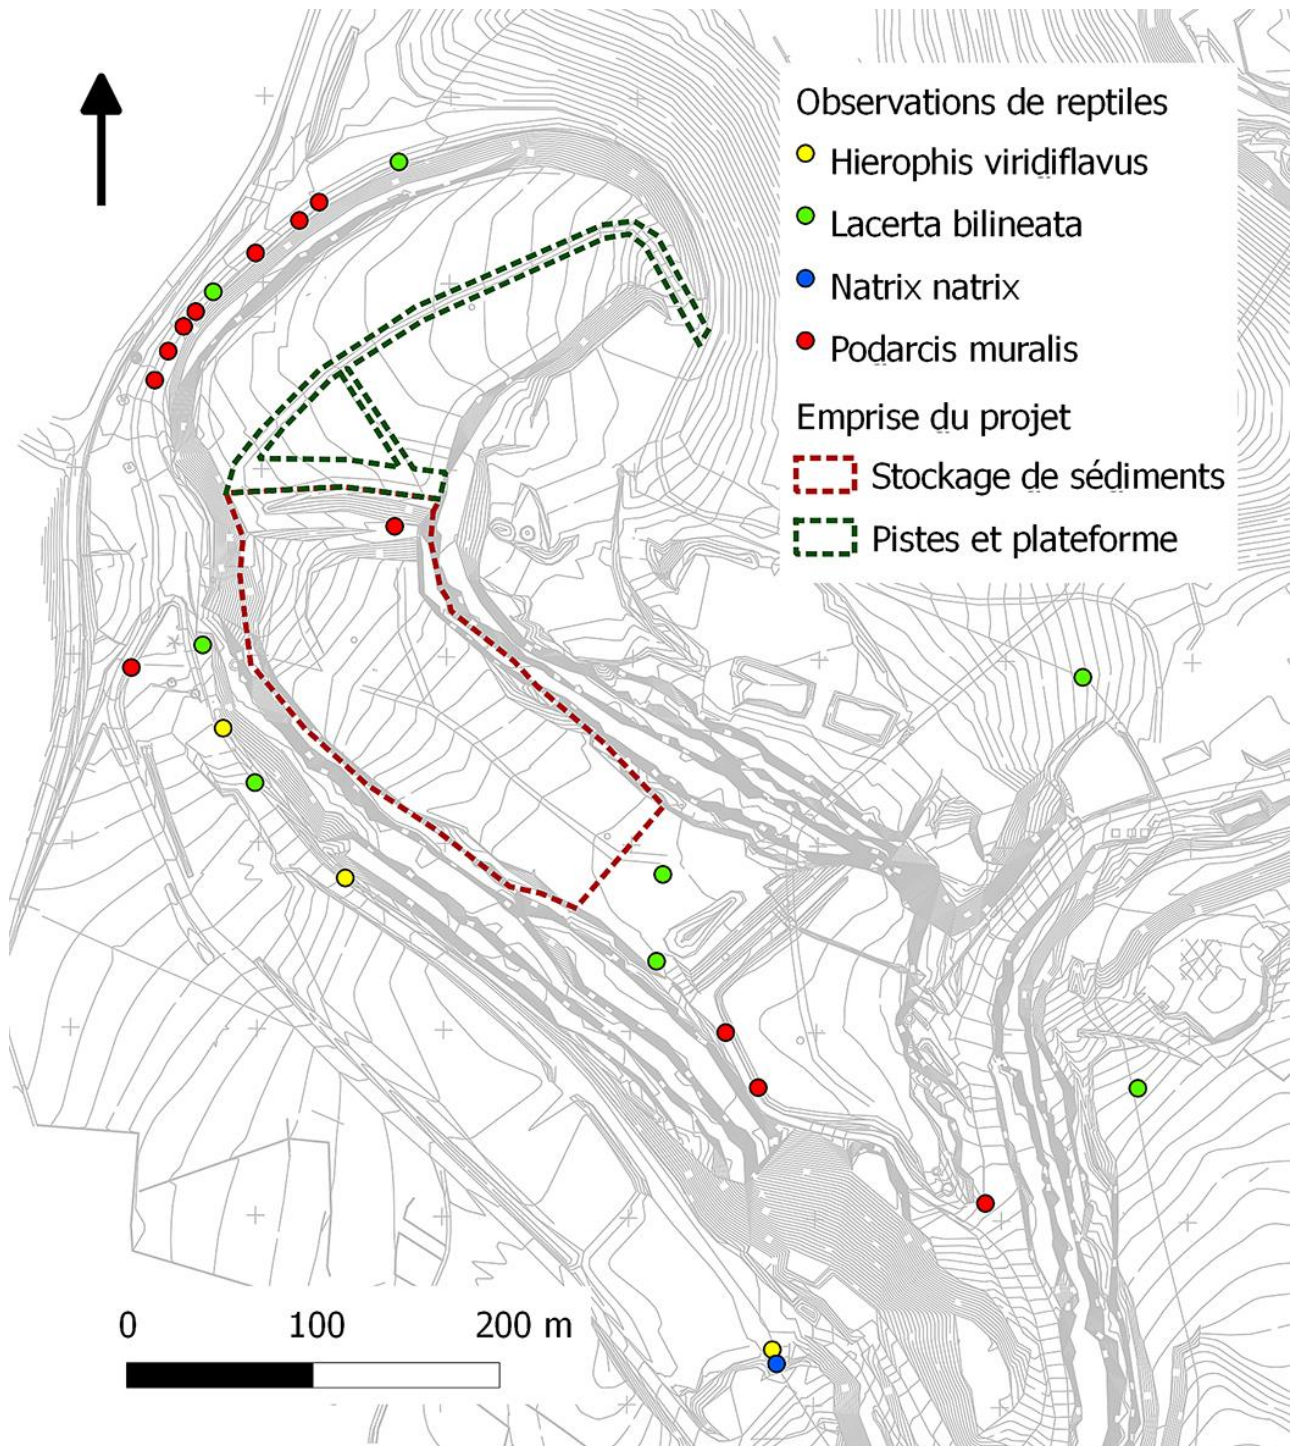 Observations de reptiles
Hierophis viridiflavus
Lacerta bilineata
Natrix natrix
Podarcis muralis
Emprise du projet
Stockage de sédiments
Pistes et plateforme
0 100 200 m